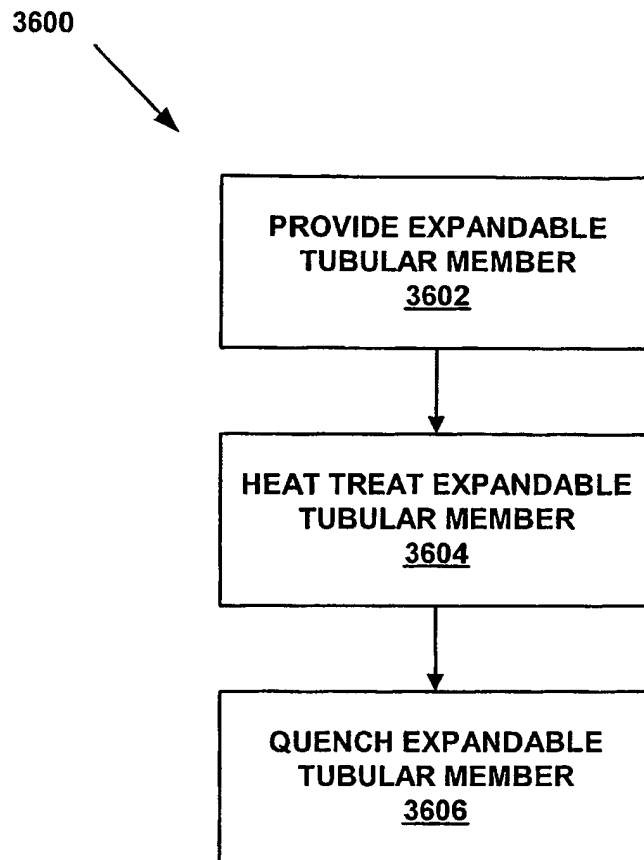 3600
PROVIDE EXPANDABLE
TUBULAR MEMBER
3602
HEAT TREAT EXPANDABLE
TUBULAR MEMBER
3604
QUENCH EXPANDABLE
TUBULAR MEMBER
3606